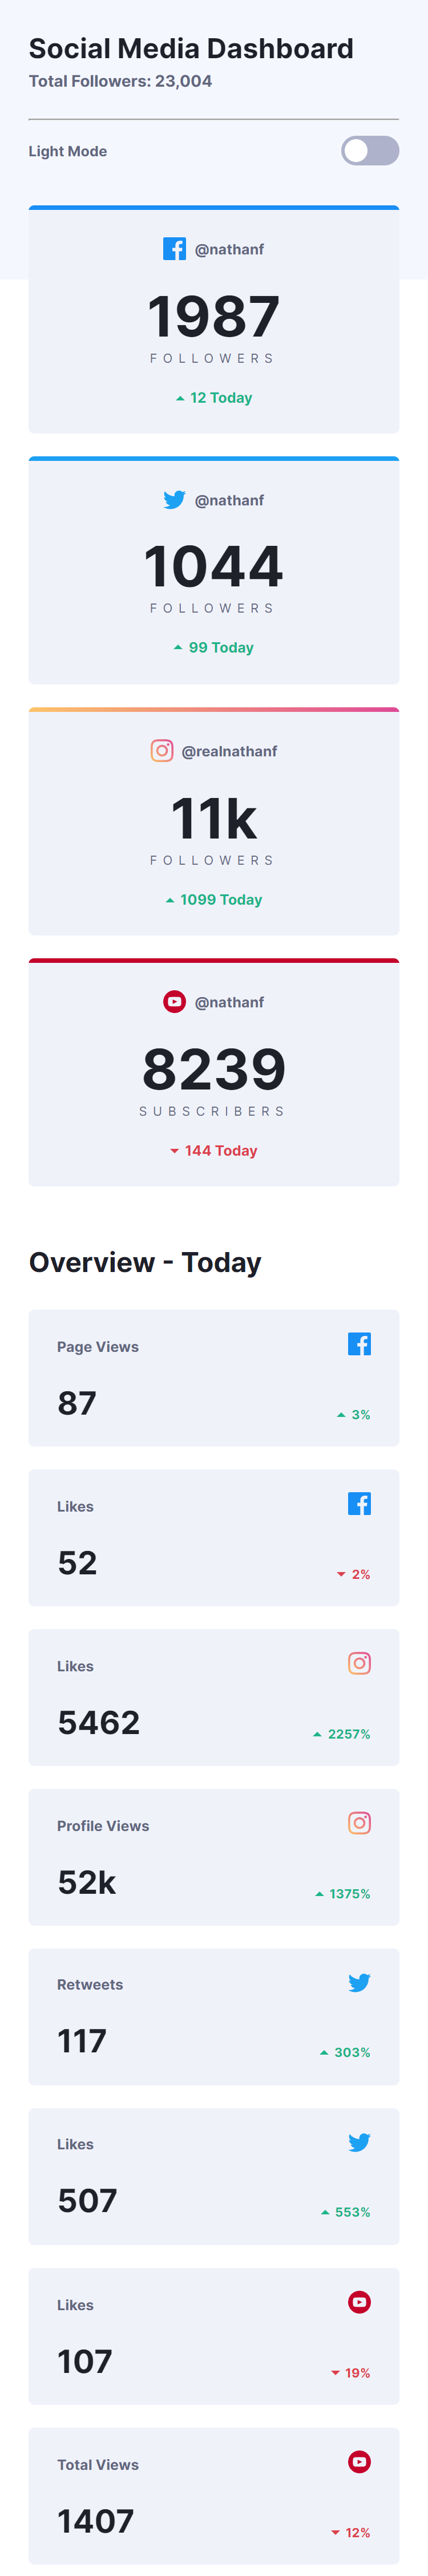 Social Media Dashboard
Total Followers: 23,004
Light Mode
@nathanf
1987
FOLLOWERS
12 Today
@nathanf
1044
FOLLOWERS
99 Today
@realnathanf
11k
FOLLOWERS
1099 Today
@nathanf
8239
SUBSCRIBERS
144 Today
Overview - Today
Page Views
87
3%
Likes
52
2%
Likes
5462
2257%
Profile Views
52k
1375%
Retweets
117
303%
Likes
507
553%
Likes
107
19%
Total Views
1407
12%